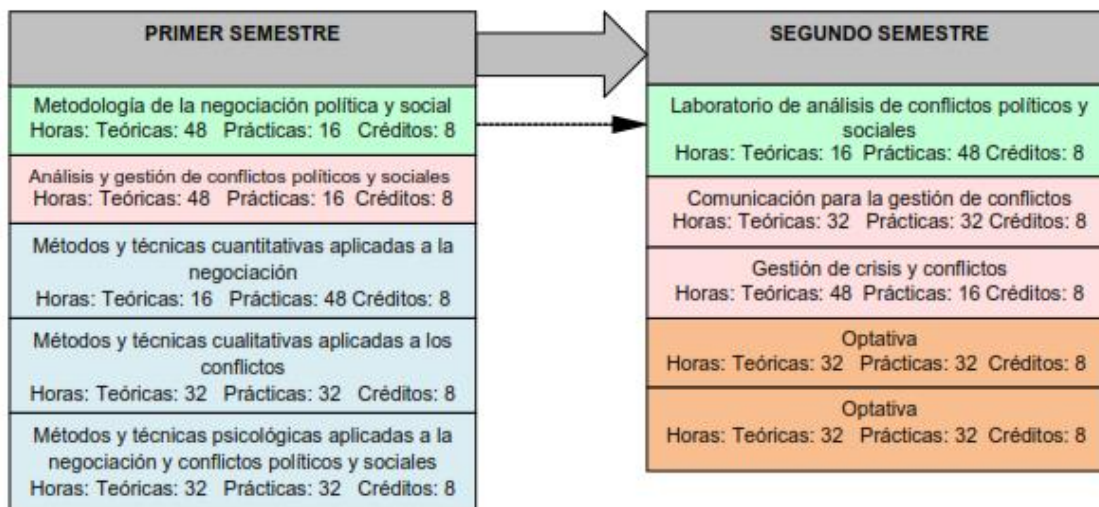 PRIMER SEMESTRE
Metodología de la negociación política y social
Horas: Teóricas: 48 Prácticas: 16 Créditos: 8
Análisis y gestión de conflictos políticos y sociales
Horas: Teóricas: 48 Prácticas: 16 Créditos: 8
Métodos y técnicas cuantitativas aplicadas a la
negociación
Horas: Teóricas: 16 Prácticas: 48 Créditos: 8
Métodos y técnicas cualitativas aplicadas a los
conflictos
Horas: Teóricas: 32 Prácticas: 32 Créditos: 8
Métodos y técnicas psicológicas aplicadas a la
negociación y conflictos políticos y sociales
Horas: Teóricas: 32 Prácticas: 32 Créditos: 8
SEGUNDO SEMESTRE
Laboratorio de análisis de conflictos políticos y
sociales
Horas: Teóricas: 16 Prácticas: 48 Créditos: 8
Comunicación para la gestión de conflictos
Horas: Teóricas: 32 Prácticas: 32 Créditos: 8
Gestión de crisis y conflictos
Horas: Teóricas: 48 Prácticas: 16 Créditos: 8
Optativa
Horas: Teóricas: 32 Prácticas: 32 Créditos: 8
Optativa
Horas: Teóricas: 32 Prácticas: 32 Créditos: 8